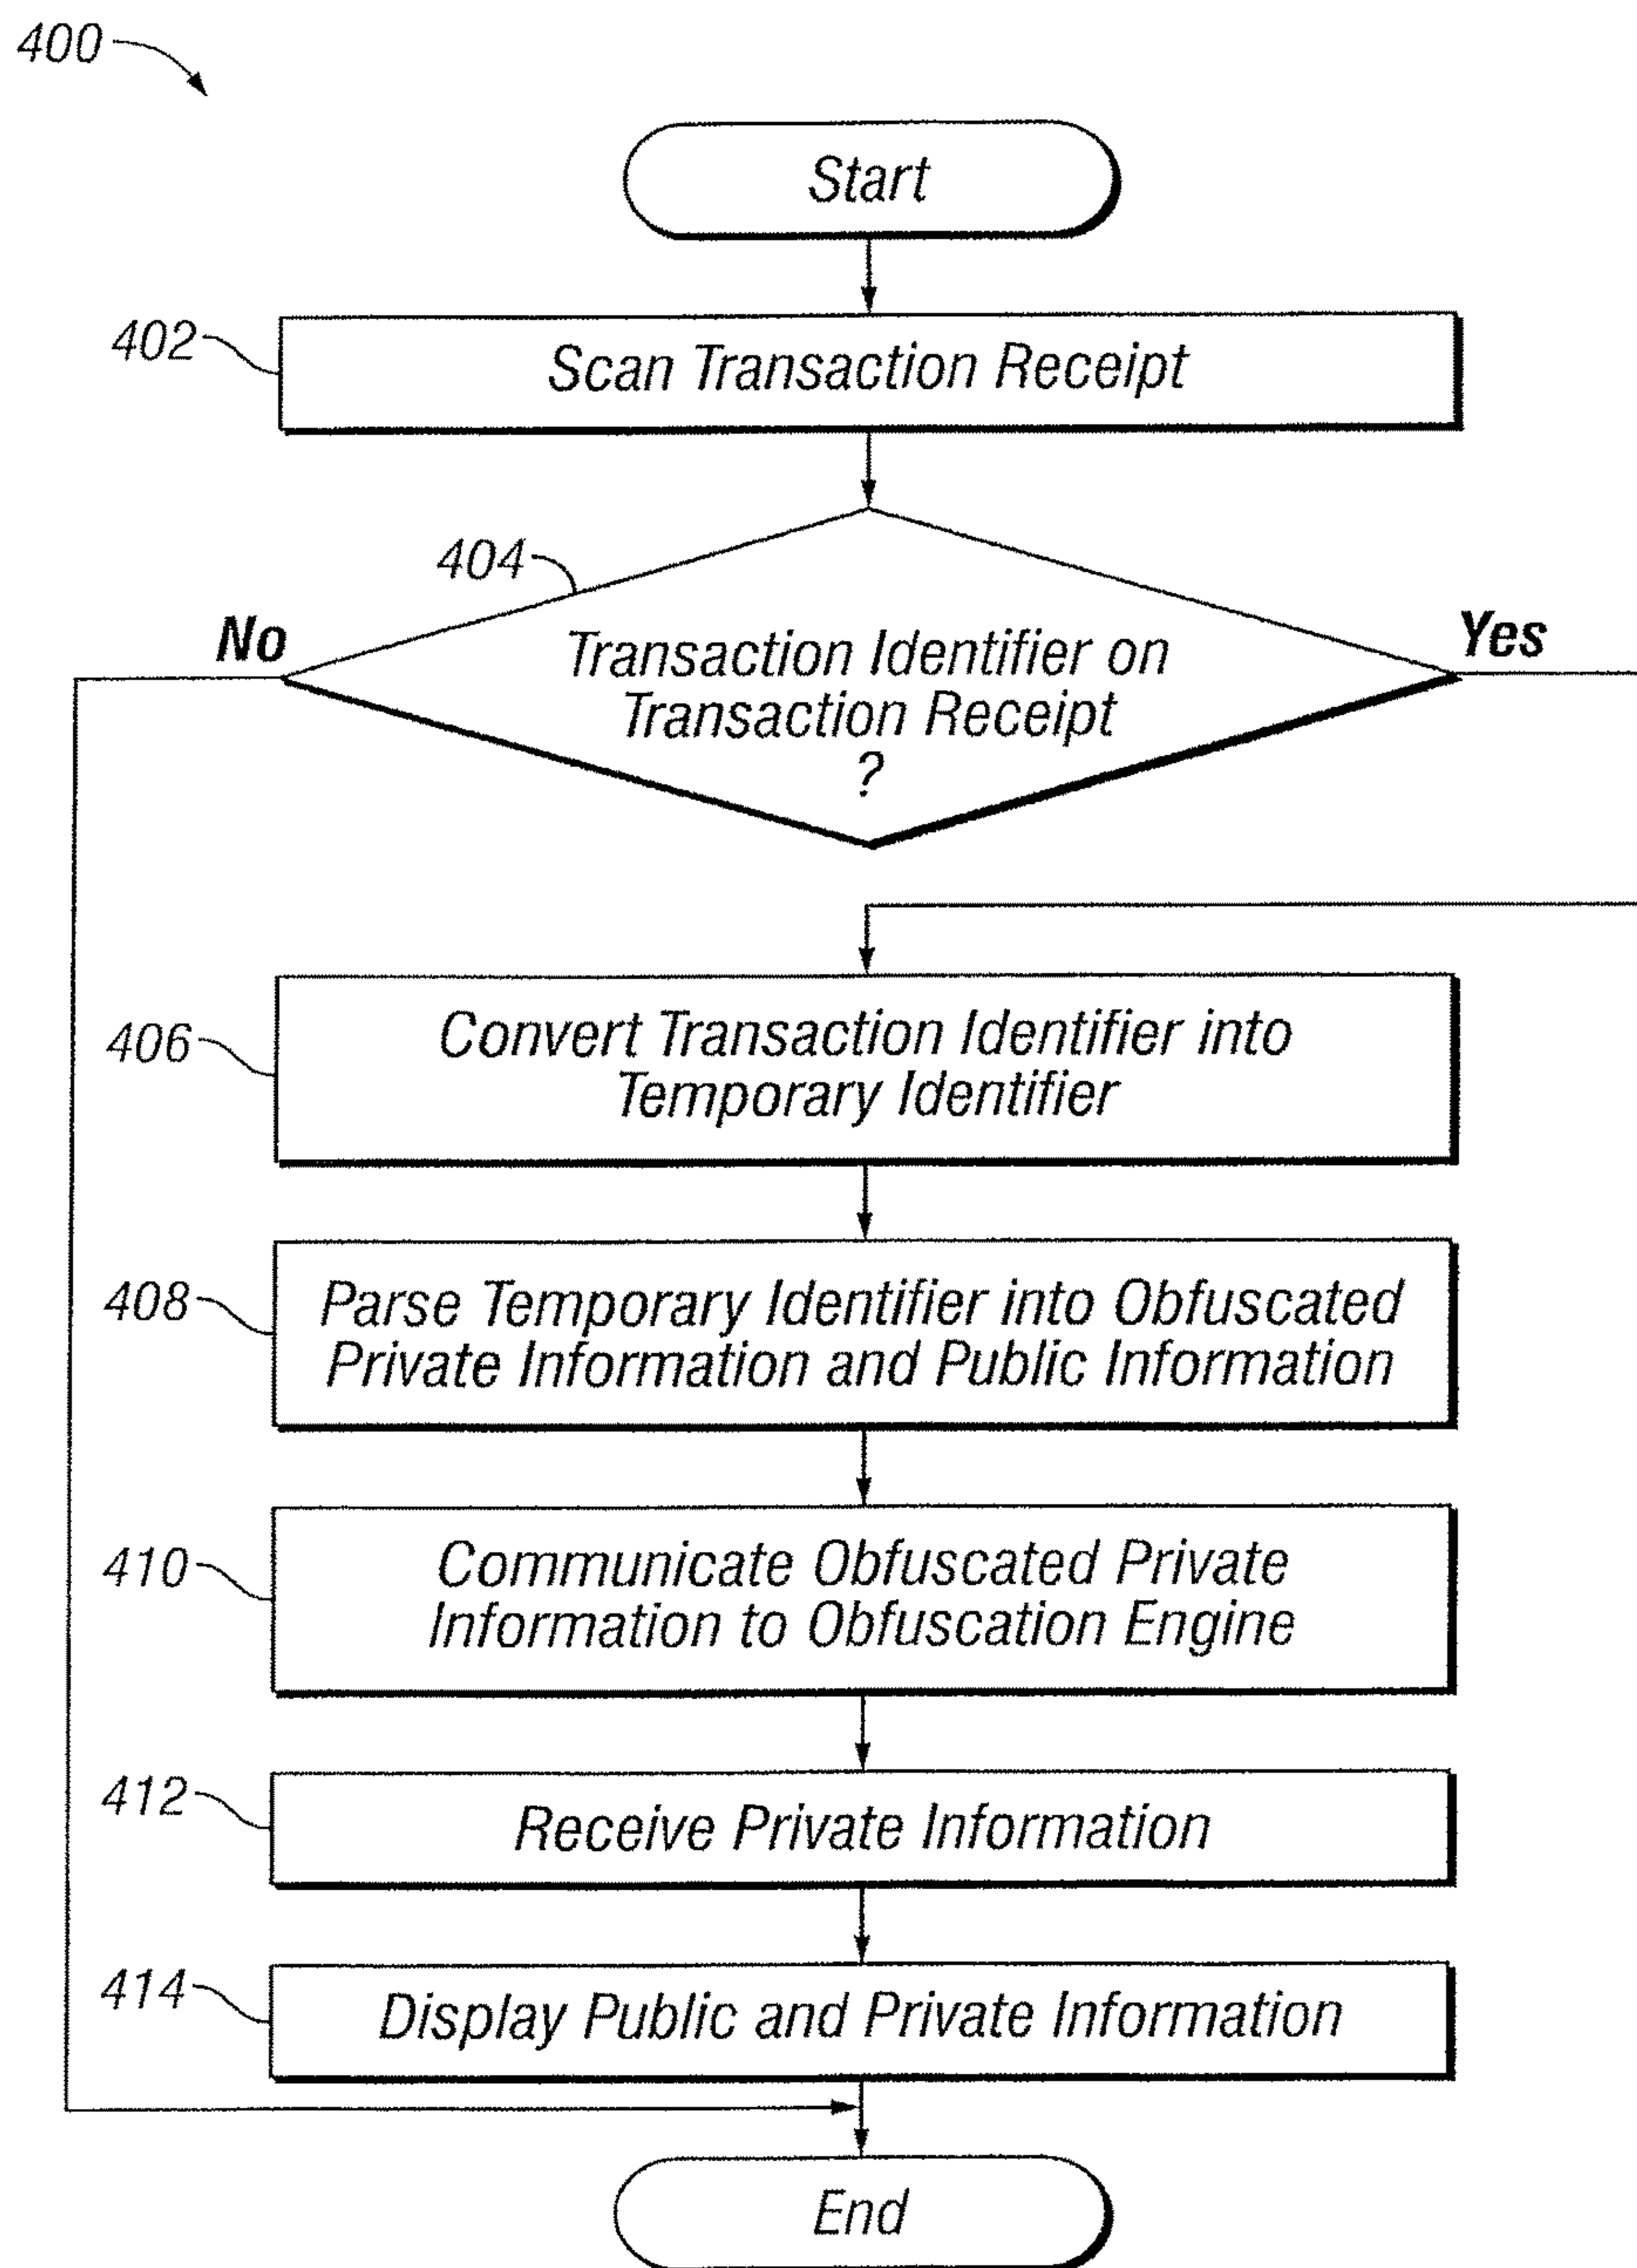 400
Start
402
Scan Transaction Receipt
404
No
Yes
Transaction Identifier on
Transaction Receipt
?
406
Convert Transaction Identifier into
Temporary Identifier
408
Parse Temporary Identifier into Obfuscated
Private Information and Public Information
410
Communicate Obfuscated Private
Information to Obfuscation Engine
412
Receive Private Information
414
Display Public and Private Information
End